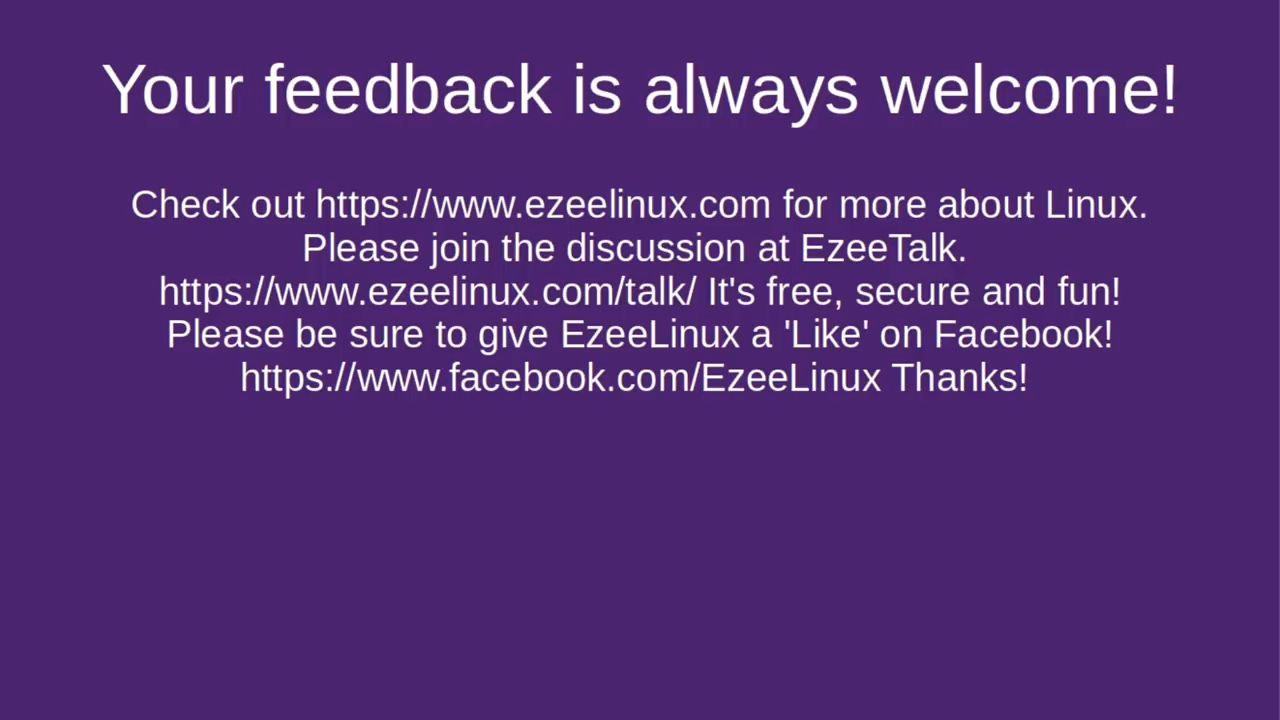 Your feedback is always welcome!
Check out https://www.ezeelinux.com for more about Linux.
Please join the discussion at EzeeTalk.
https://www.ezeelinux.com/talk/ It's free, secure and fun!
Please be sure to give EzeeLinux a 'Like' on Facebook!
https://www.facebook.com/EzeeLinux Thanks!